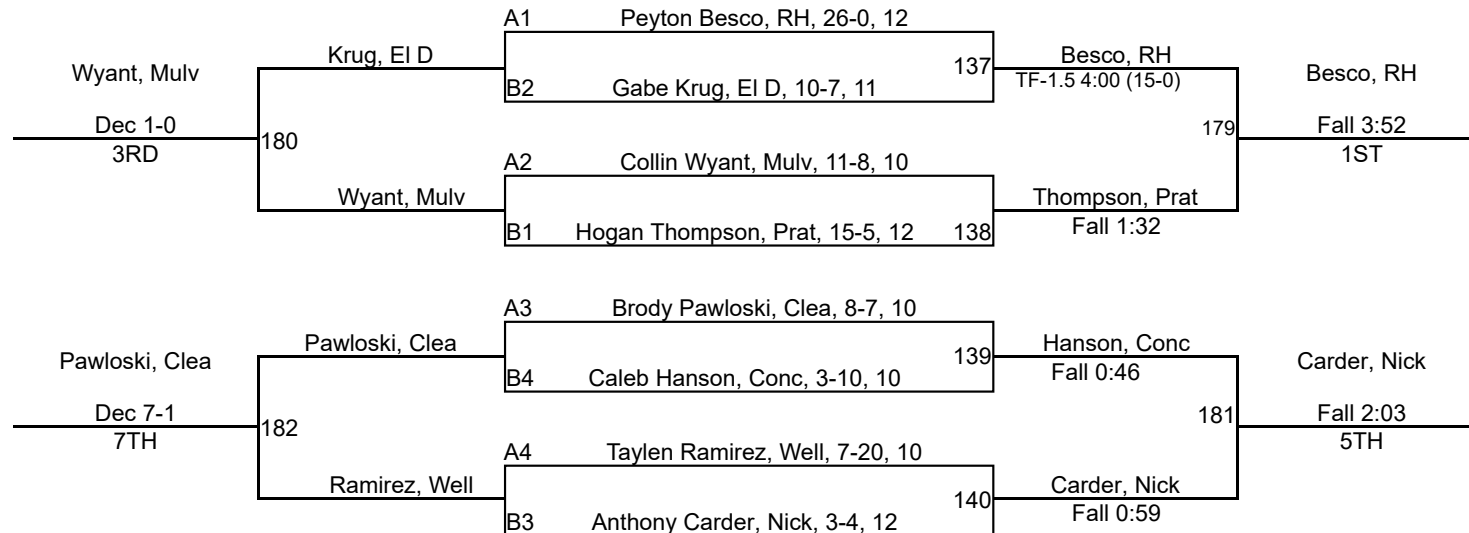 A1 Peyton Besco, RH, 26-0, 12
Krug, El D
Besco, RH
Wyant, Mulv
137
TF-1.5 4:00 (15-0)
Besco, RH
B2 Gabe Krug, El D, 10-7, 11
Dec 1-0
180
179
Fall 3:52
3RD
1ST
A2 Collin Wyant, Mulv, 11-8, 10
Wyant, Mulv
Thompson, Prat
B1 Hogan Thompson, Prat, 15-5, 12
138
Fall 1:32
A3 Brody Pawloski, Clea, 8-7, 10
Pawloski, Clea
Hanson, Conc
Pawloski, Clea
139
Fall 0:46
Carder, Nick
B4 Caleb Hanson, Conc, 3-10, 10
Dec 7-1
182
181
Fall 2:03
7TH
5TH
A4 Taylen Ramirez, Well, 7-20, 10
Ramirez, Well
Carder, Nick
140
Fall 0:59
B3 Anthony Carder, Nick, 3-4, 12